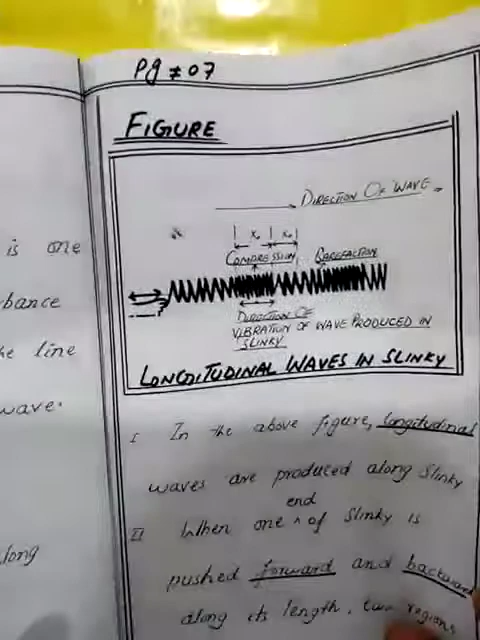 Pg # 07
FIGURE
DIRECTION OF WAVE
COMPRESSION RAREFACTION
DIRECTION OF
VIBRATION OF WAVE PRODUCED IN
SLINKY
LONGITUDINAL WAVES IN SLINKY
is one
bance
he line
wave.
long
I In the above figure, longitudinal
waves are produced along Slinky
end
II When one ^ of Slinky is
pushed forward and backward
along its length, two regions